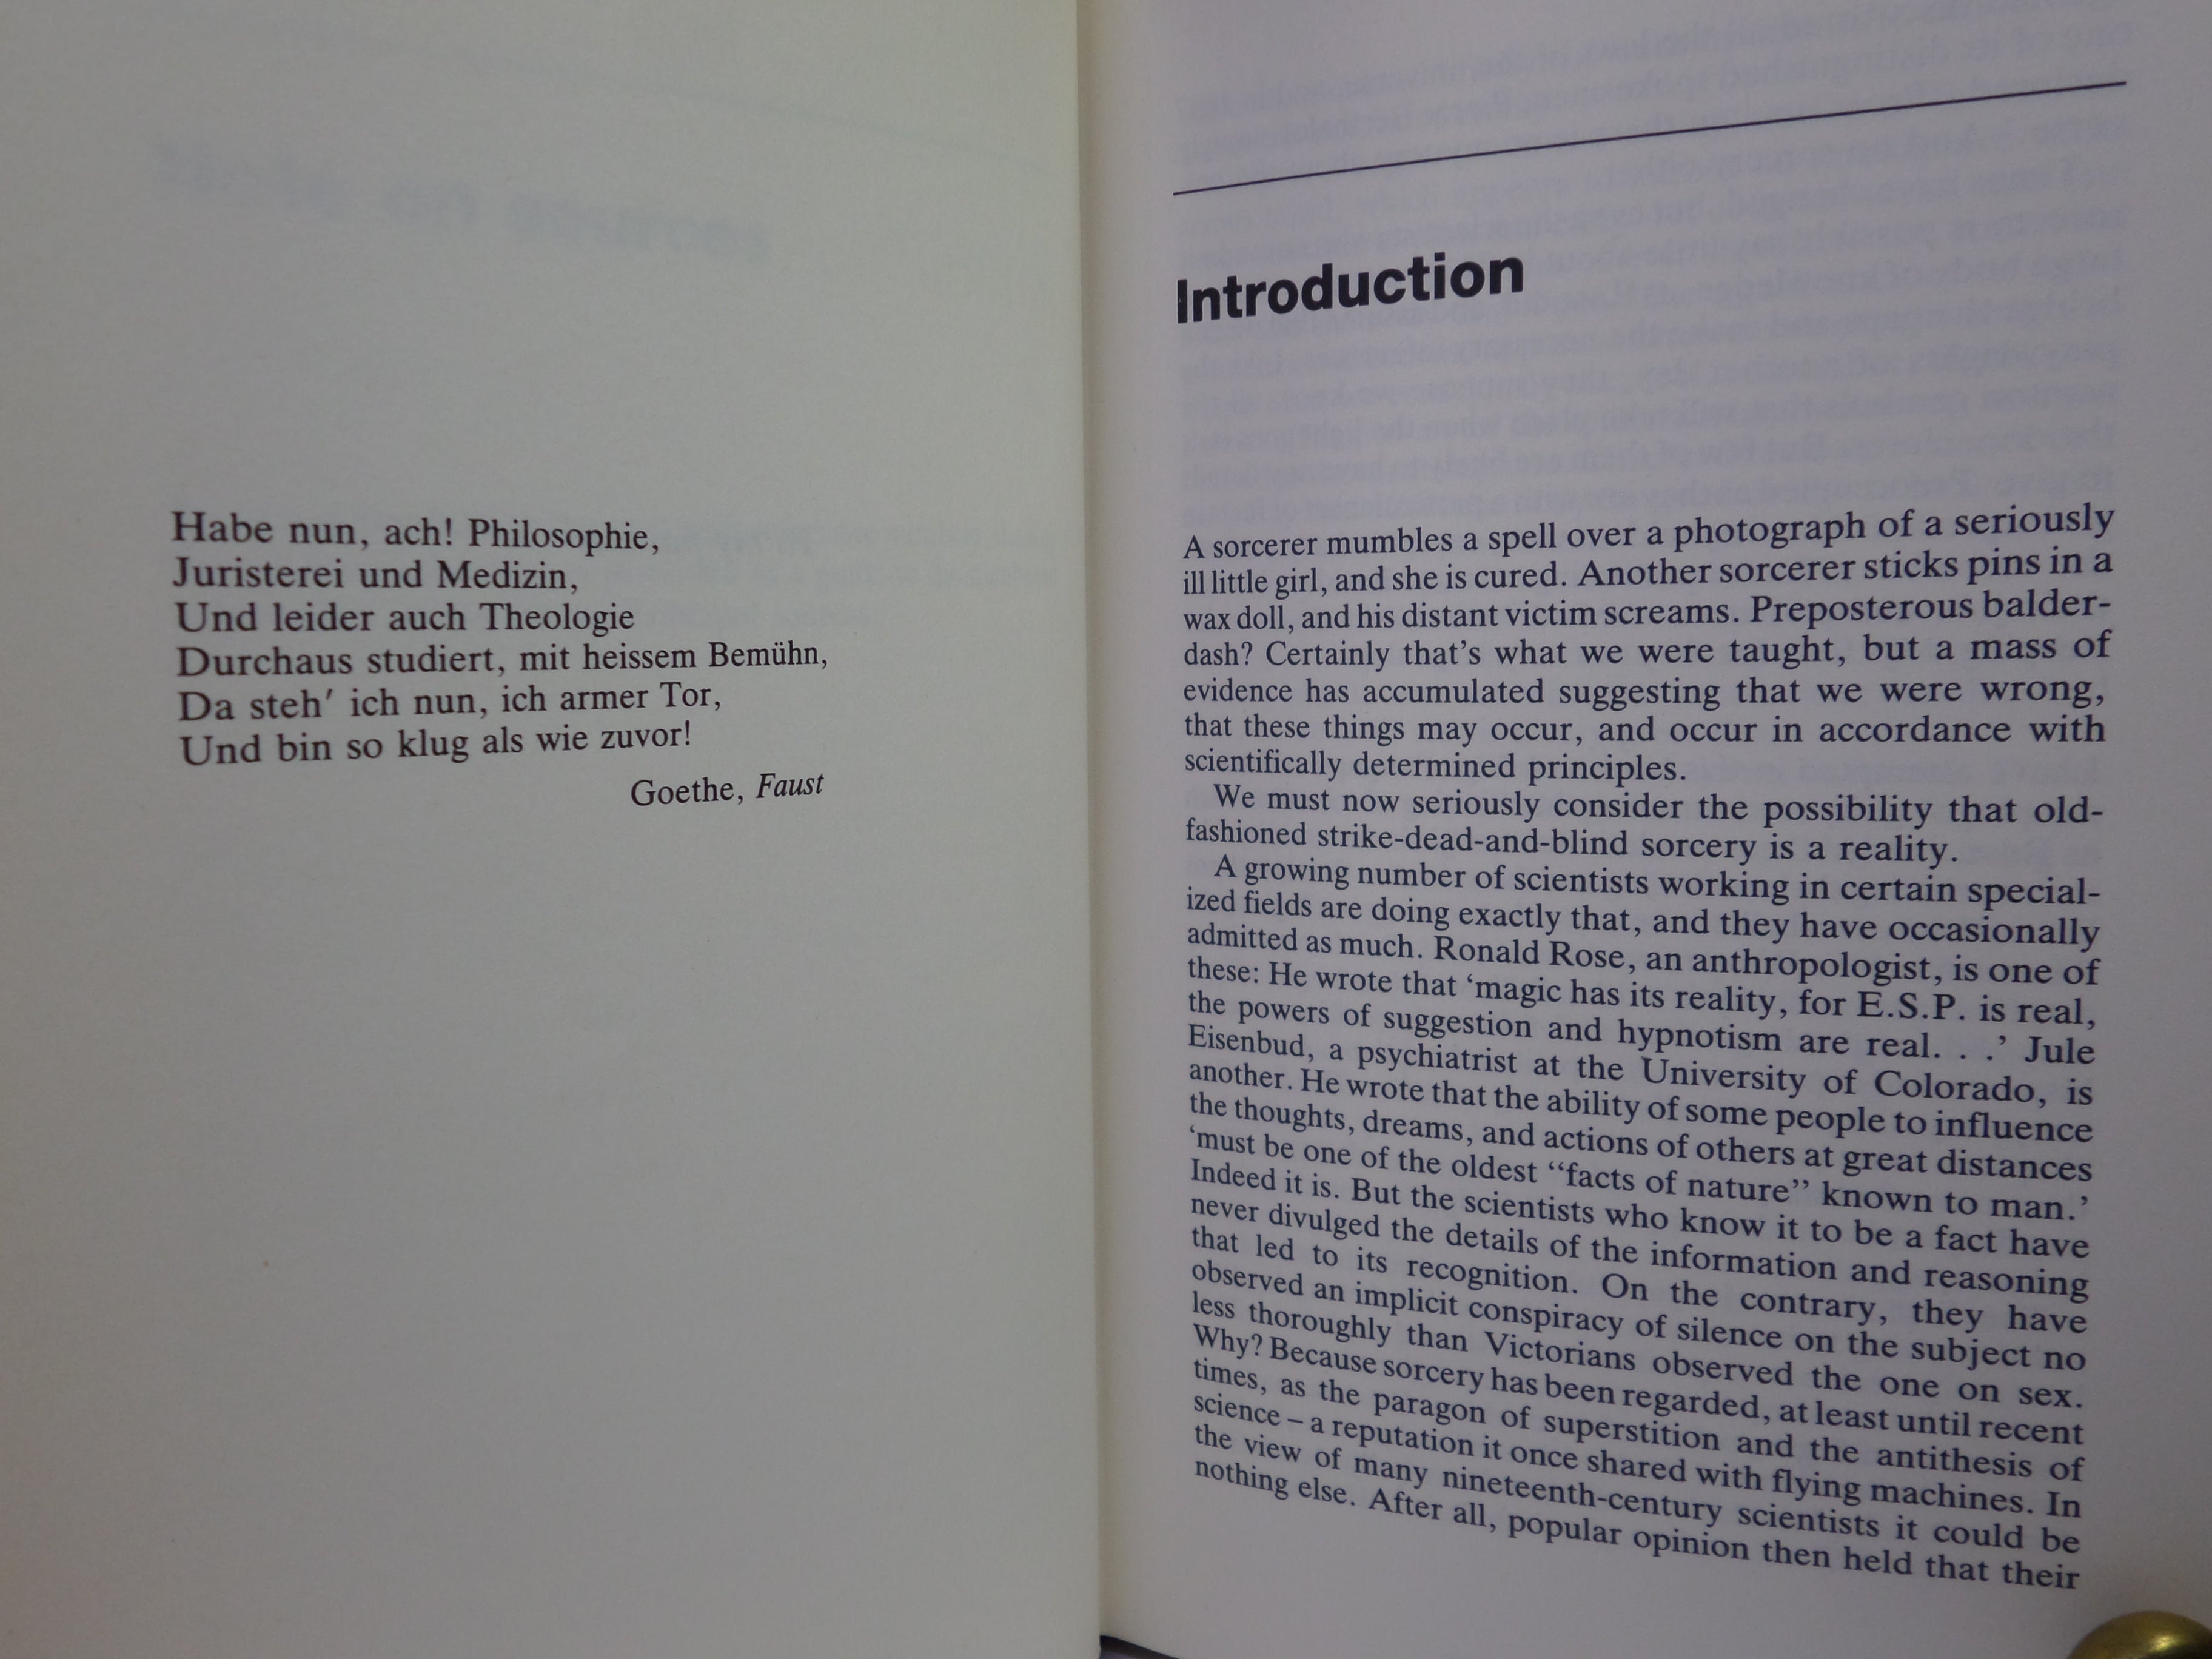 Habe nun, ach! Philosophie,
Juristerei und Medizin,
Und leider auch Theologie
Durchaus studiert, mit heissem Bemühn,
Da steh' ich nun, ich armer Tor,
Und bin so klug als wie zuvor!
Goethe, Faust
Introduction
A sorcerer mumbles a spell over a photograph of a seriously
ill little girl, and she is cured. Another sorcerer sticks pins in a
wax doll, and his distant victim screams. Preposterous balder-
dash? Certainly that's what we were taught, but a mass of
evidence has accumulated suggesting that we were wrong,
that these things may occur, and occur in accordance with
scientifically determined principles.
We must now seriously consider the possibility that old-
fashioned strike-dead-and-blind sorcery is a reality.
A growing number of scientists working in certain special-
ized fields are doing exactly that, and they have occasionally
admitted as much. Ronald Rose, an anthropologist, is one of
these: He wrote that ‘magic has its reality, for E.S.P. is real,
the powers of suggestion and hypnotism are real. . .’ Jule
Eisenbud, a psychiatrist at the University of Colorado, is
another. He wrote that the ability of some people to influence
the thoughts, dreams, and actions of others at great distances
‘must be one of the oldest “facts of nature” known to man.’
Indeed it is. But the scientists who know it to be a fact have
never divulged the details of the information and reasoning
that led to its recognition. On the contrary, they have
observed an implicit conspiracy of silence on the subject no
less thoroughly than Victorians observed the one on sex.
Why? Because sorcery has been regarded, at least until recent
times, as the paragon of superstition and the antithesis of
science – a reputation it once shared with flying machines. In
the view of many nineteenth-century scientists it could be
nothing else. After all, popular opinion then held that their